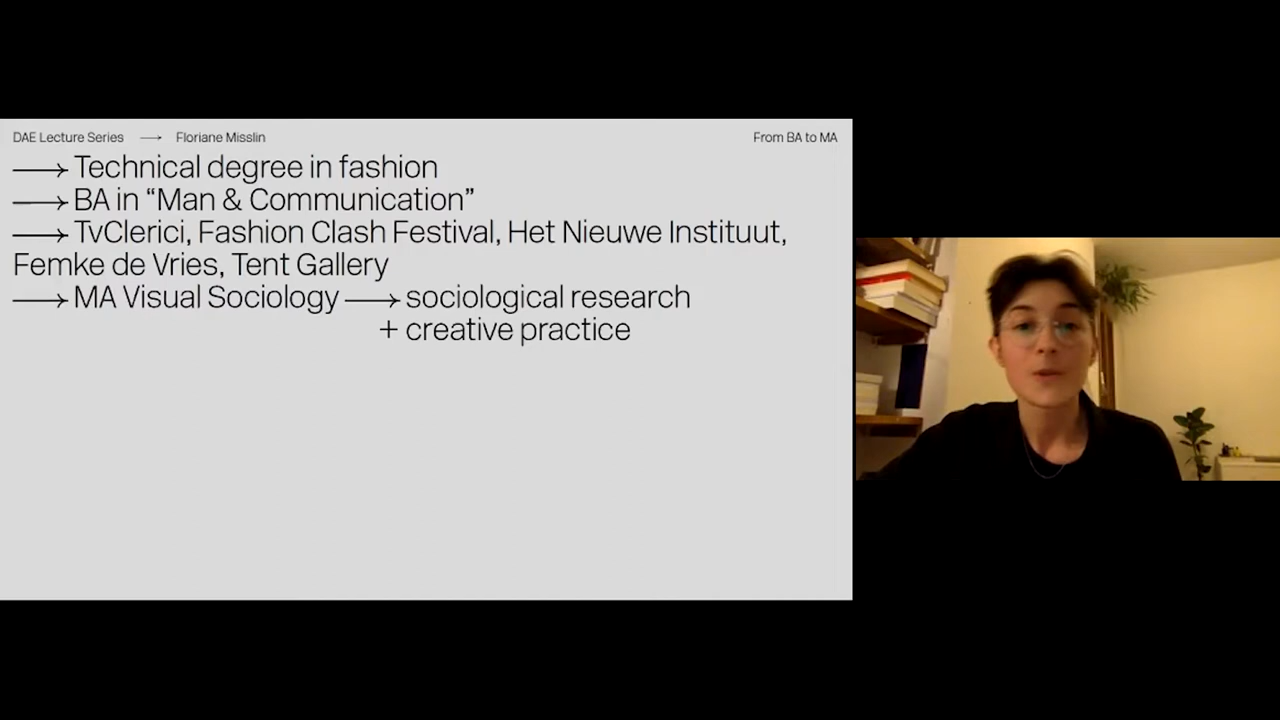 DAE Lecture Series ⟶ Floriane Misslin From BA to MA
⟶ Technical degree in fashion
⟶ BA in “Man & Communication”
⟶ TvClerici, Fashion Clash Festival, Het Nieuwe Instituut,
Femke de Vries, Tent Gallery
⟶ MA Visual Sociology ⟶ sociological research
+ creative practice